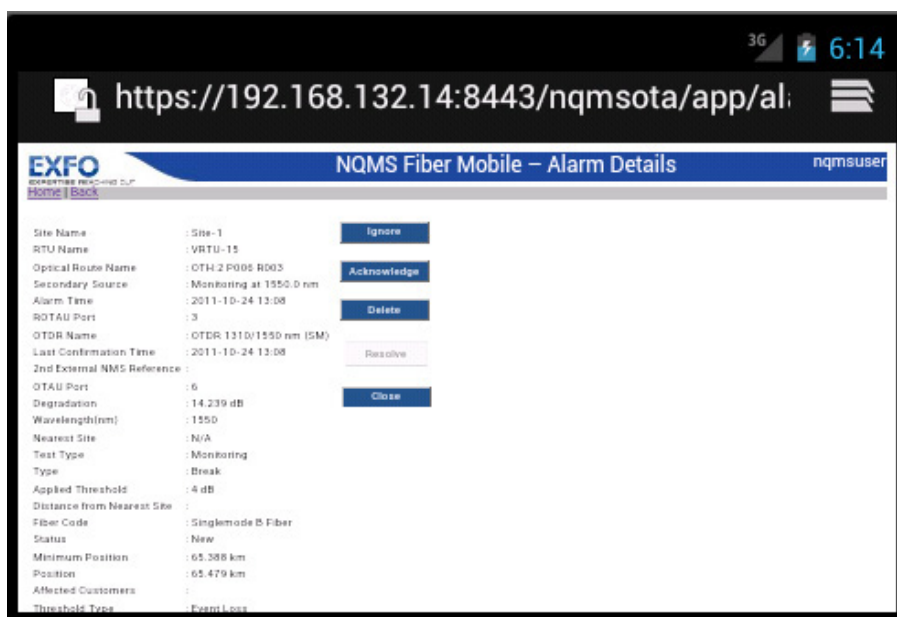 3G 6:14
https://192.168.132.14:8443/nqmsota/app/al
EXFO
EXPERTISE REACHING OUT
NQMS Fiber Mobile – Alarm Details
nqmsuser
Home | Back
Site Name : Site-1
RTU Name : VRTU-15
Optical Route Name : OTH:2 P006 R003
Secondary Source : Monitoring at 1550.0 nm
Alarm Time : 2011-10-24 13:08
ROTAU Port : 3
OTDR Name : OTDR 1310/1550 nm (SM)
Last Confirmation Time : 2011-10-24 13:08
2nd External NMS Reference :
OTAU Port : 6
Degradation : 14.239 dB
Wavelength(nm) : 1550
Nearest Site : N/A
Test Type : Monitoring
Type : Break
Applied Threshold : 4 dB
Distance from Nearest Site :
Fiber Code : Singlemode B Fiber
Status : New
Minimum Position : 65.388 km
Position : 65.479 km
Affected Customers :
Threshold Type : Event Loss
Ignore
Acknowledge
Delete
Resolve
Close